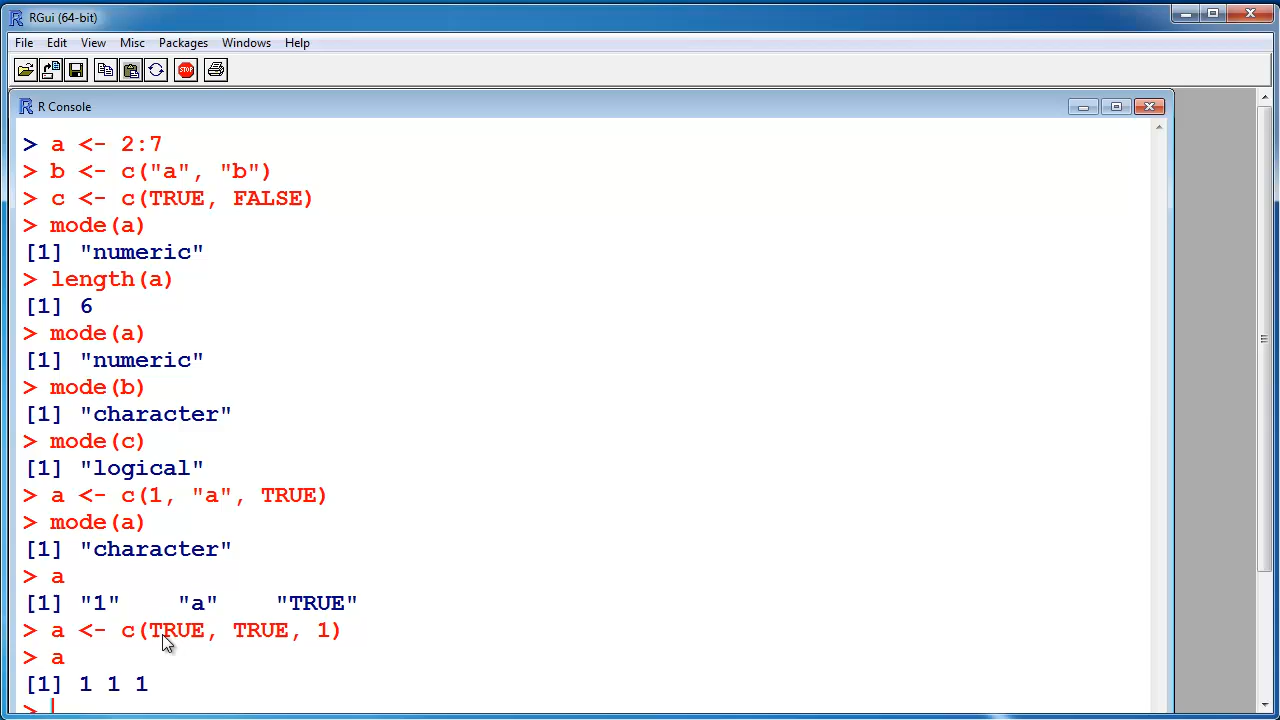 RGui (64-bit)
File Edit View Misc Packages Windows Help
STOP
R Console
> a <- 2:7
> b <- c("a", "b")
> c <- c(TRUE, FALSE)
> mode(a)
[1] "numeric"
> length(a)
[1] 6
> mode(a)
[1] "numeric"
> mode(b)
[1] "character"
> mode(c)
[1] "logical"
> a <- c(1, "a", TRUE)
> mode(a)
[1] "character"
> a
[1] "1"    "a"    "TRUE"
> a <- c(TRUE, TRUE, 1)
> a
[1] 1 1 1
>